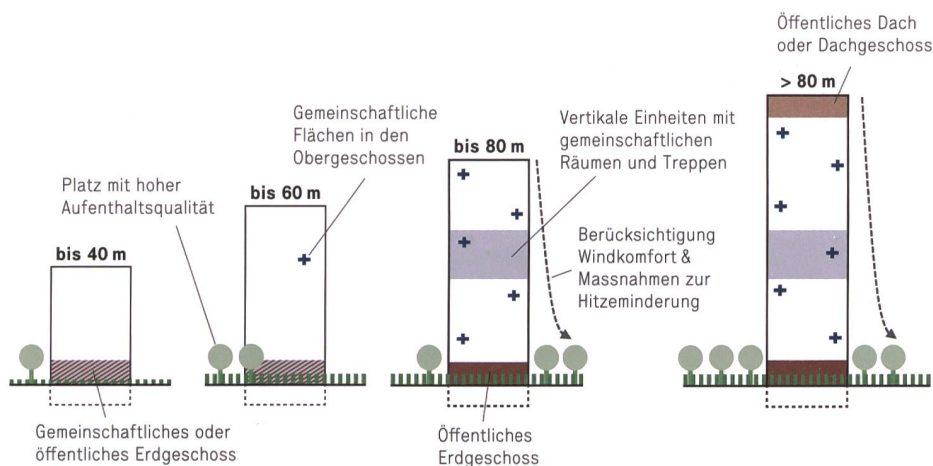 Öffentliches Dach
oder Dachgeschoss
> 80 m
Gemeinschaftliche
Flächen in den
Obergeschossen
Vertikale Einheiten mit
gemeinschaftlichen
Räumen und Treppen
bis 80 m
Platz mit hoher
Aufenthaltsqualität
bis 60 m
bis 40 m
Berücksichtigung
Windkomfort &
Massnahmen zur
Hitzeminderung
Gemeinschaftliches oder
öffentliches Erdgeschoss
Öffentliches
Erdgeschoss